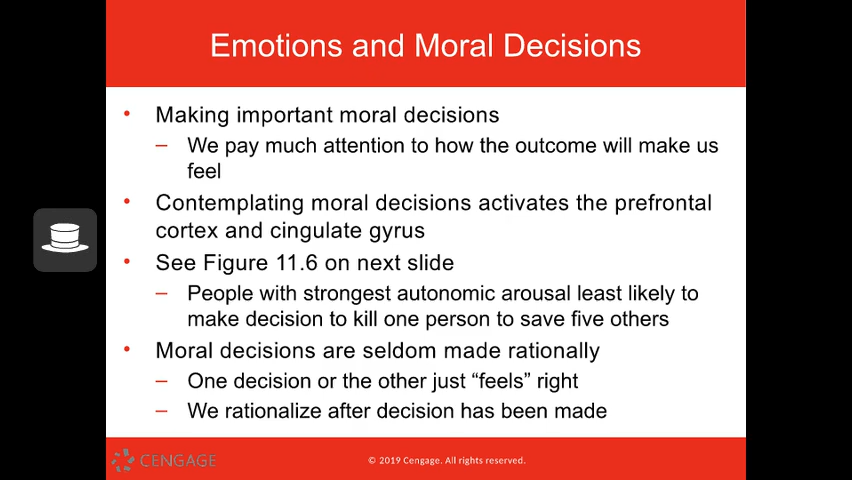 Emotions and Moral Decisions
• Making important moral decisions
– We pay much attention to how the outcome will make us
feel
• Contemplating moral decisions activates the prefrontal
cortex and cingulate gyrus
• See Figure 11.6 on next slide
– People with strongest autonomic arousal least likely to
make decision to kill one person to save five others
• Moral decisions are seldom made rationally
– One decision or the other just “feels” right
– We rationalize after decision has been made
CENGAGE
© 2019 Cengage. All rights reserved.